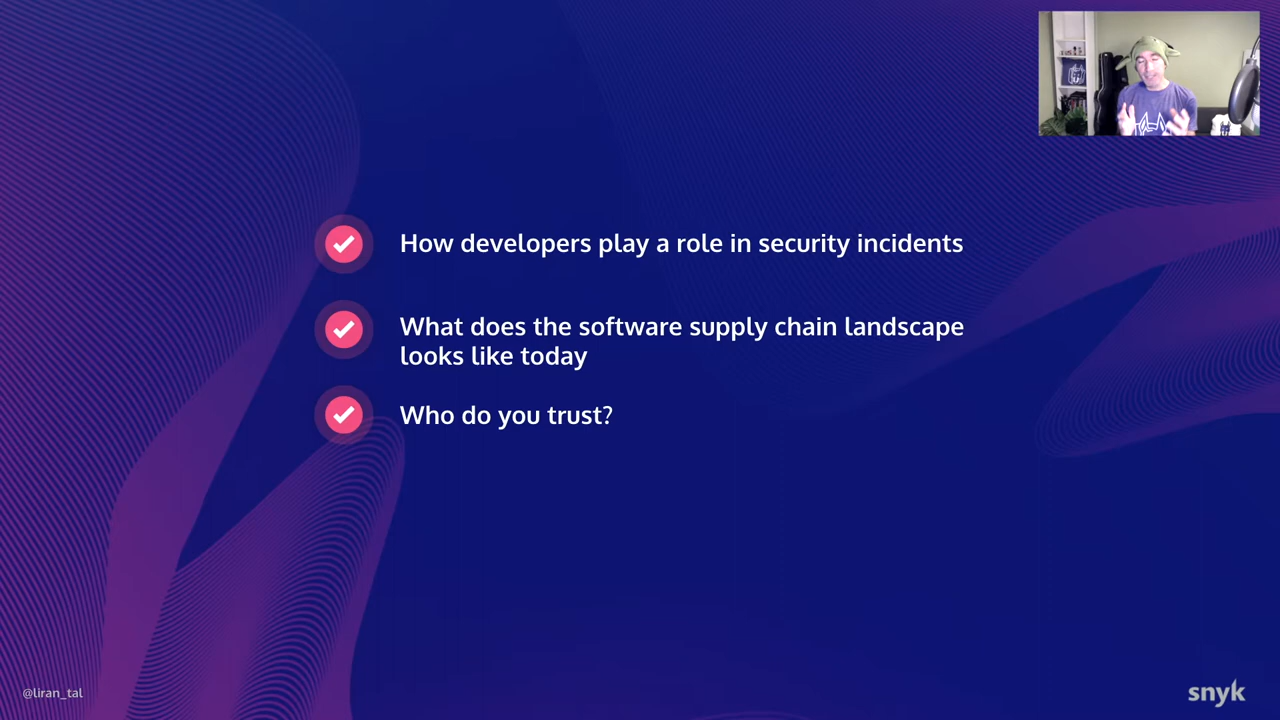 How developers play a role in security incidents
What does the software supply chain landscape
looks like today
Who do you trust?
@liran_tal
snyk